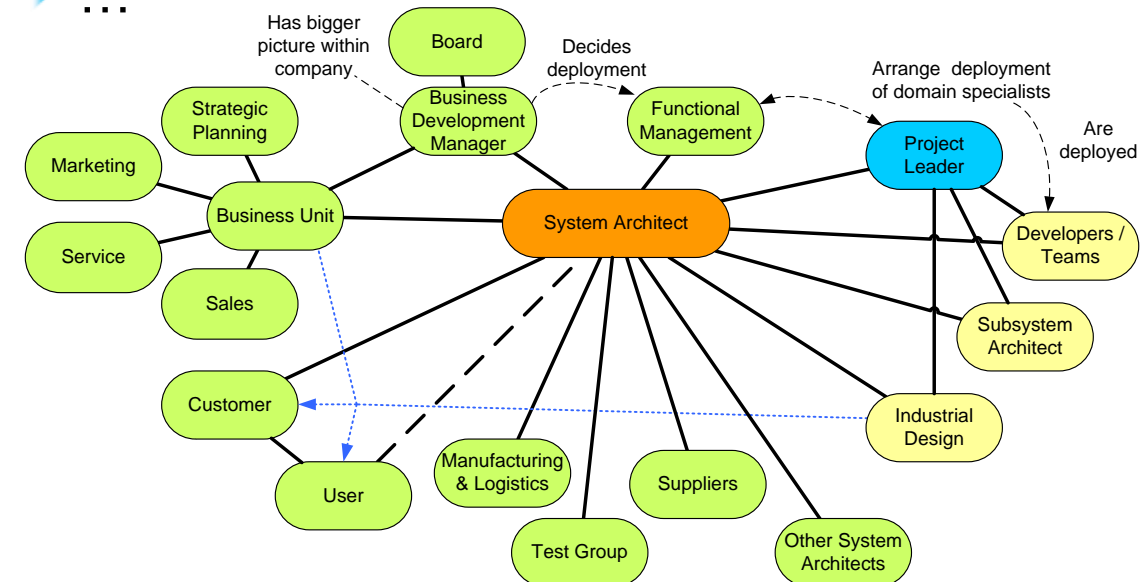 ...
Has bigger
picture within
company
Board
Decides
deployment
Arrange deployment
of domain specialists
Are
deployed
Strategic
Planning
Business
Development
Manager
Functional
Management
Project
Leader
Marketing
Business Unit
System Architect
Developers /
Teams
Service
Sales
Subsystem
Architect
Customer
Industrial
Design
User
Manufacturing
& Logistics
Suppliers
Test Group
Other System
Architects